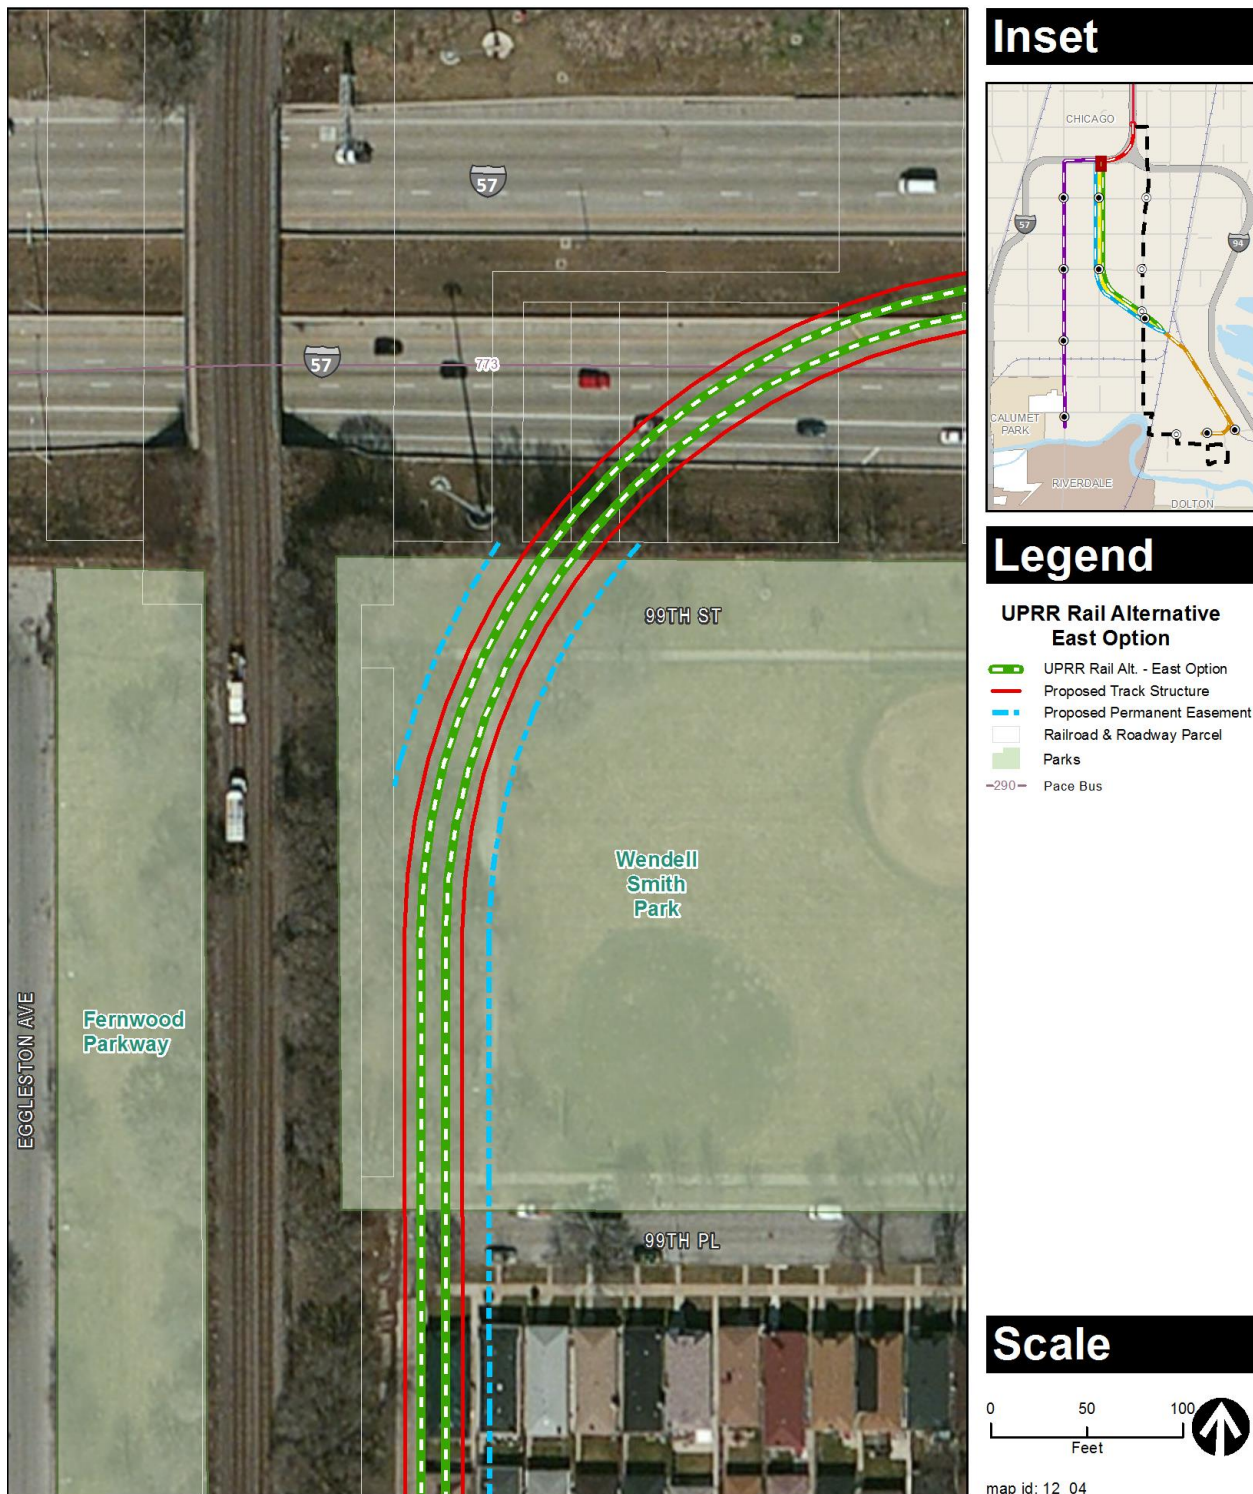 57
57
773
99TH ST
Wendell
Smith
Park
Fernwood
Parkway
EGGLESTON AVE
99TH PL
Inset
CHICAGO
57
94
CALUMET
PARK
RIVERDALE
DOLTON
Legend
UPRR Rail Alternative
East Option
UPRR Rail Alt. - East Option
Proposed Track Structure
Proposed Permanent Easement
Railroad & Roadway Parcel
Parks
290
Pace Bus
Scale
0 50 100
Feet
map id: 12_04